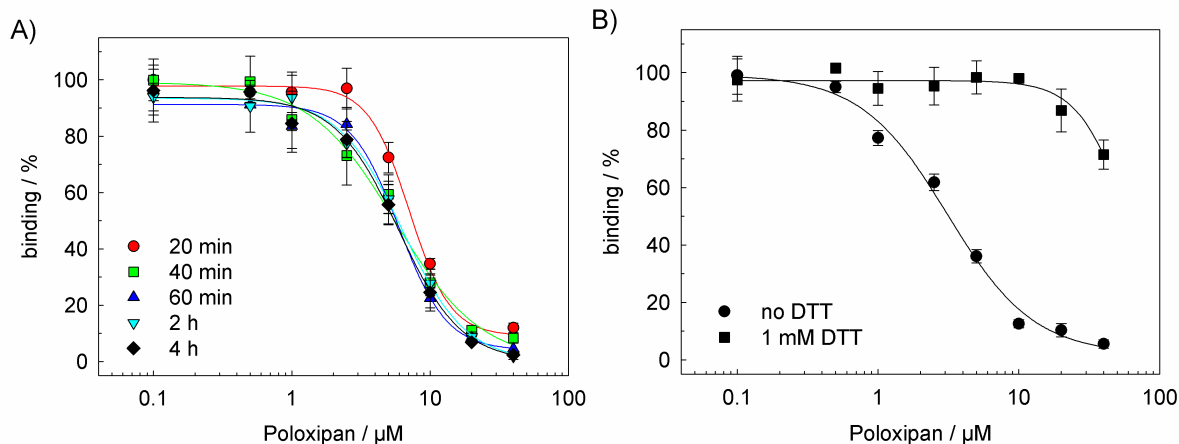 A)
100
80
60
40
20
0
binding / %
20 min
40 min
60 min
2 h
4 h
0.1
1
10
100
Poloxipan / µM
B)
100
80
60
40
20
0
binding / %
no DTT
1 mM DTT
0.1
1
10
100
Poloxipan / µM